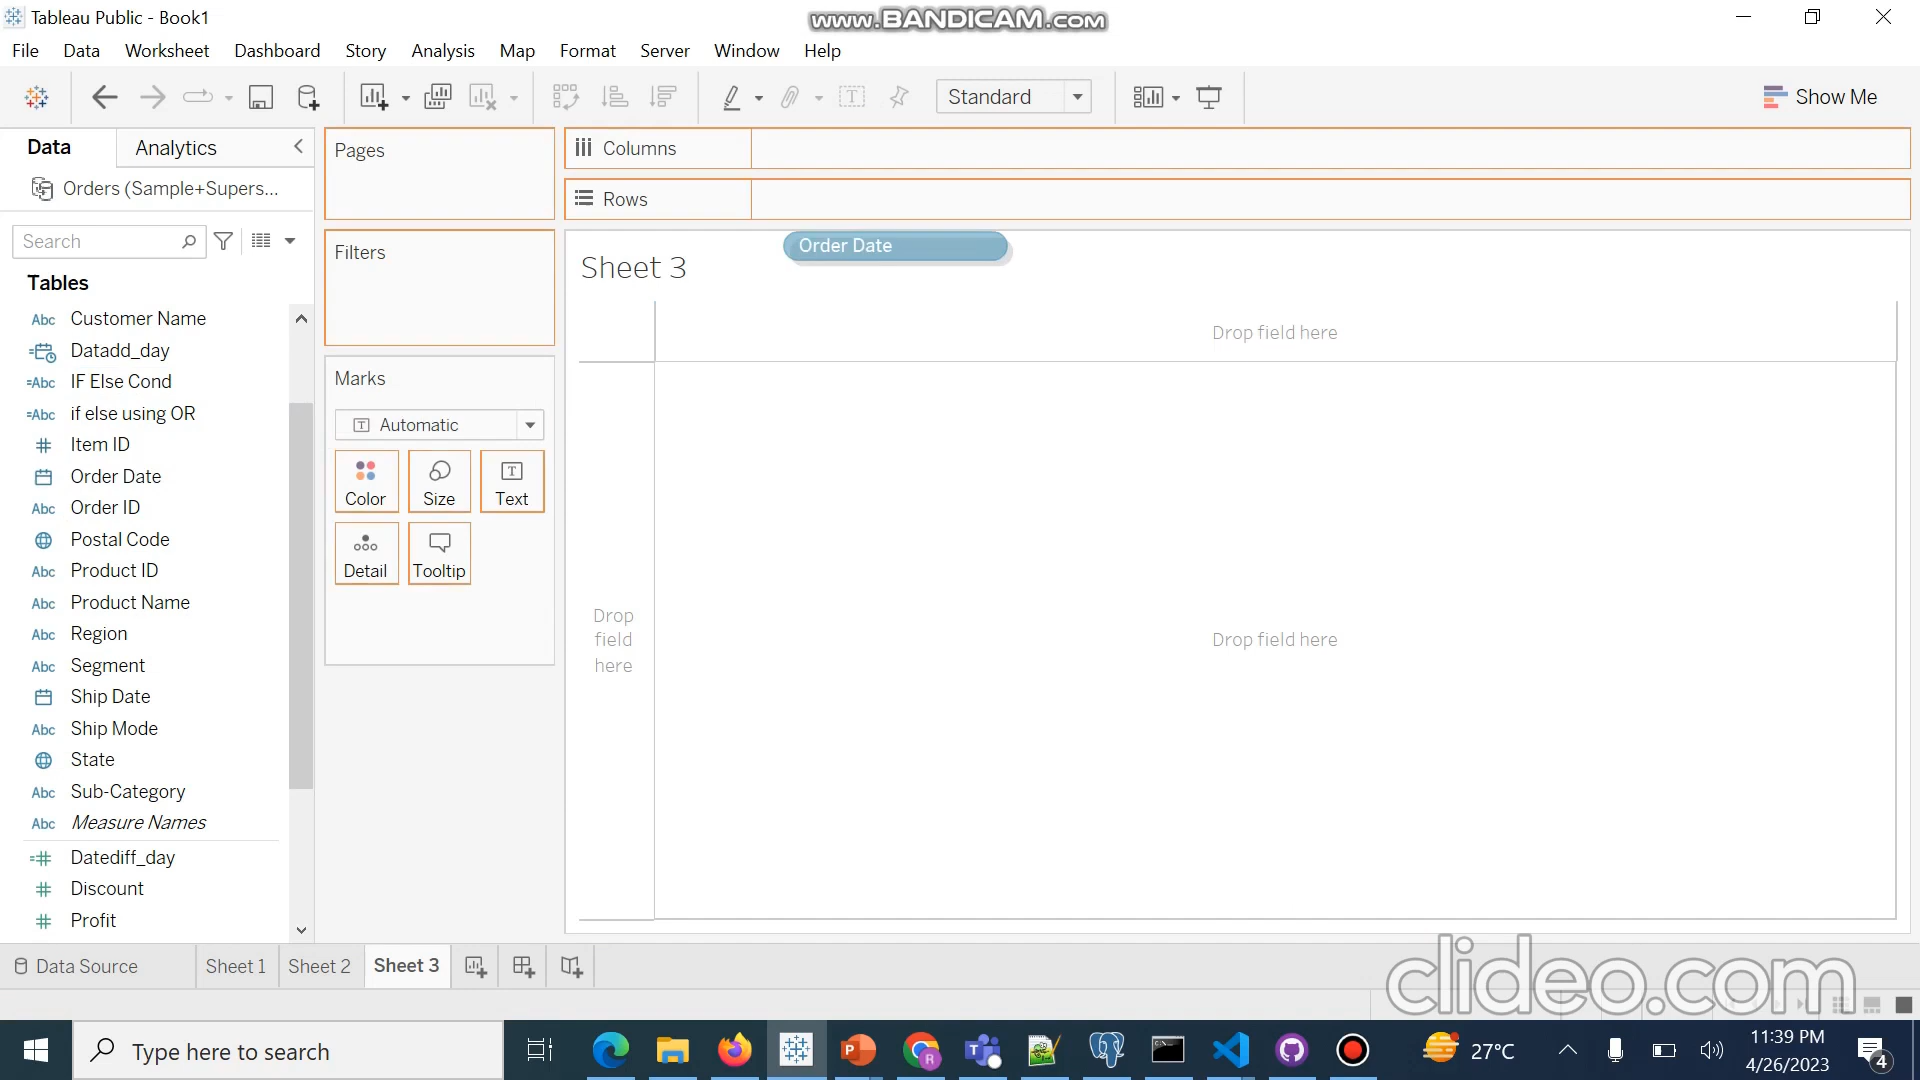 Tableau Public - Book1
www.BANDICAM.com
File Data Worksheet Dashboard Story Analysis Map Format Server Window Help
Standard
Show Me
Data
Analytics
Orders (Sample+Supers...
Search
Tables
Customer Name
Datadd_day
IF Else Cond
if else using OR
Item ID
Order Date
Order ID
Postal Code
Product ID
Product Name
Region
Segment
Ship Date
Ship Mode
State
Sub-Category
Measure Names
Datediff_day
Discount
Profit
Pages
Filters
Marks
Automatic
Color
Size
Text
Detail
Tooltip
Columns
Rows
Order Date
Sheet 3
Drop field here
Drop
field
here
Drop field here
Data Source
Sheet 1
Sheet 2
Sheet 3
clideo.com
Type here to search
27°C
11:39 PM
4/26/2023
4